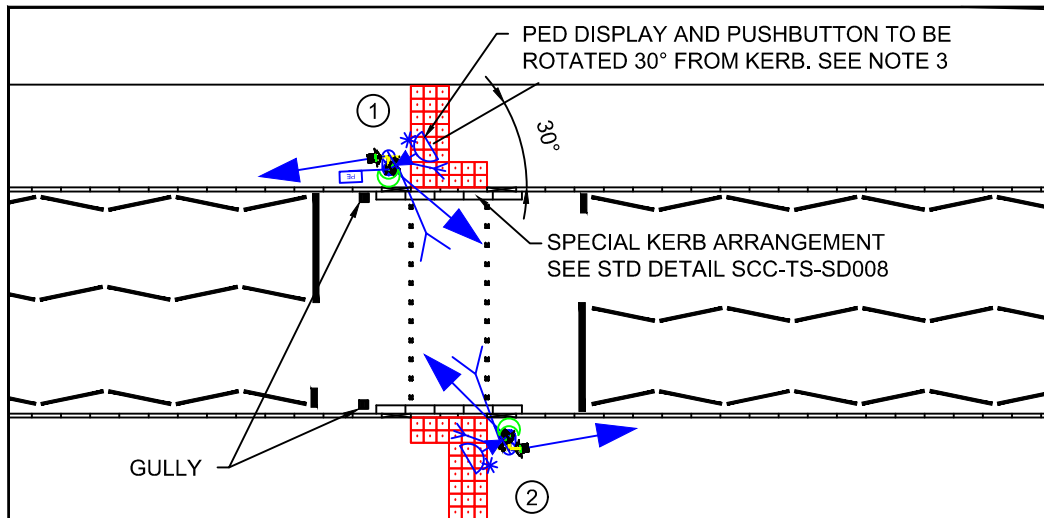 PED DISPLAY AND PUSHBUTTON TO BE
ROTATED 30° FROM KERB. SEE NOTE 3
1
30°
PE
SPECIAL KERB ARRANGEMENT
SEE STD DETAIL SCC-TS-SD008
GULLY
2